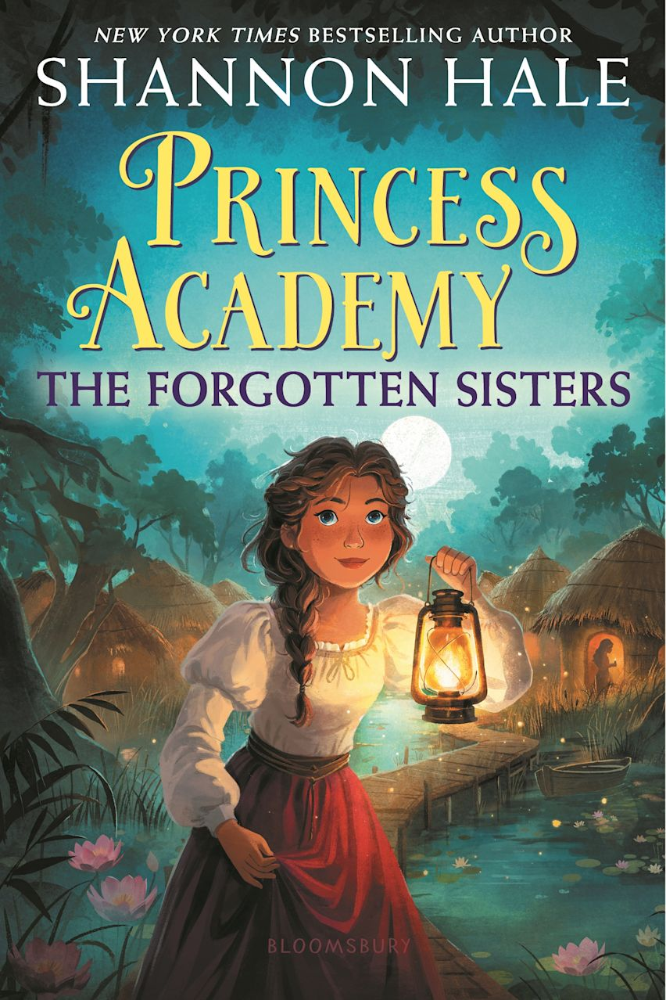 NEW YORK TIMES BESTSELLING AUTHOR
SHANNON HALE
PRINCESS
ACADEMY
THE FORGOTTEN SISTERS
BLOOMSBURY